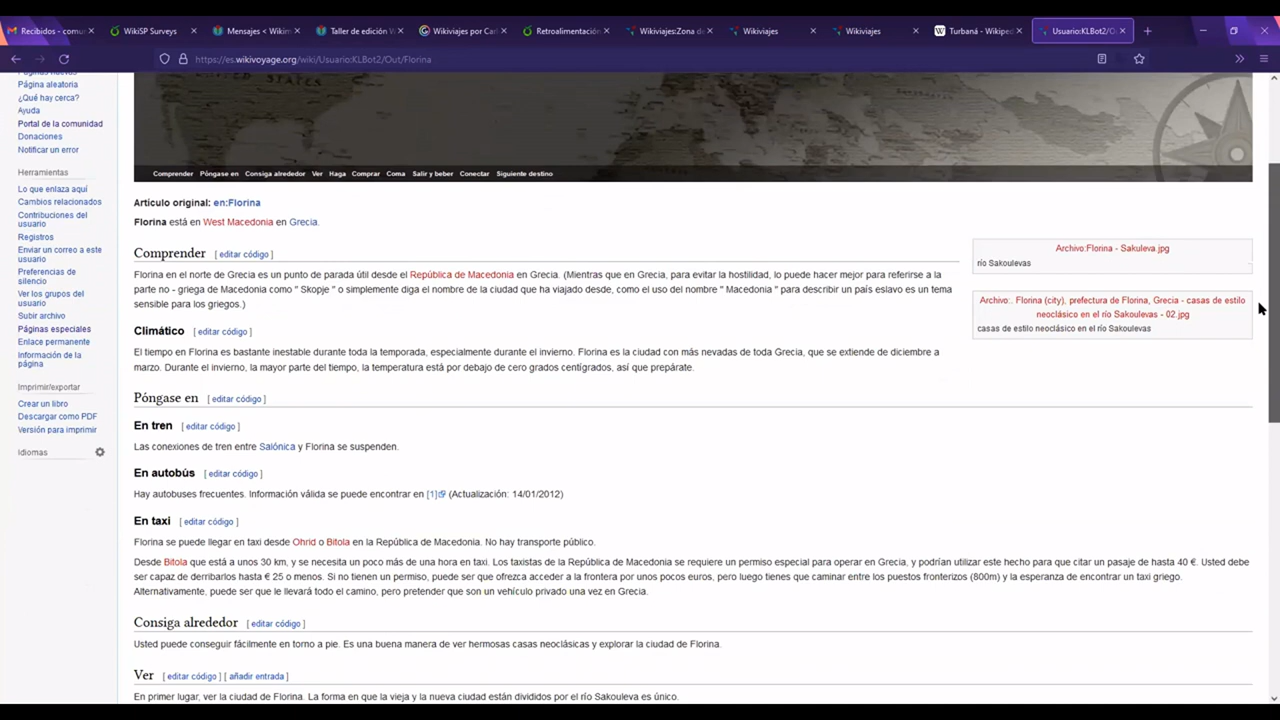 Recibidos - comu
WikiSP Surveys
Mensajes < Wikim
Taller de edición W
Wikiviajes por Carl
Retroalimentación
Wikiviajes:Zona de
Wikiviajes
Wikiviajes
Turbaná - Wikiped
Usuario:KLBot2/O
https://es.wikivoyage.org/wiki/Usuario:KLBot2/Out/Florina
Páginas nuevas
Página aleatoria
¿Qué hay cerca?
Ayuda
Portal de la comunidad
Donaciones
Notificar un error
Herramientas
Lo que enlaza aquí
Cambios relacionados
Contribuciones del
usuario
Registros
Enviar un correo a este
usuario
Preferencias de
silencio
Ver los grupos del
usuario
Subir archivo
Páginas especiales
Enlace permanente
Información de la
página
Imprimir/exportar
Crear un libro
Descargar como PDF
Versión para imprimir
Idiomas
Comprender Póngase en Consiga alrededor Ver Haga Comprar Coma Salir y beber Conectar Siguiente destino
Artículo original: en:Florina
Florina está en West Macedonia en Grecia.
Comprender [ editar código ]
Florina en el norte de Grecia es un punto de parada útil desde el República de Macedonia en Grecia. (Mientras que en Grecia, para evitar la hostilidad, lo puede hacer mejor para referirse a la
parte no - griega de Macedonia como " Skopje " o simplemente diga el nombre de la ciudad que ha viajado desde, como el uso del nombre " Macedonia " para describir un país eslavo es un tema
sensible para los griegos.)
Archivo:Florina - Sakuleva.jpg
río Sakoulevas
Archivo:. Florina (city), prefectura de Florina, Grecia - casas de estilo
neoclásico en el río Sakoulevas - 02.jpg
casas de estilo neoclásico en el río Sakoulevas
Climático [ editar código ]
El tiempo en Florina es bastante inestable durante toda la temporada, especialmente durante el invierno. Florina es la ciudad con más nevadas de toda Grecia, que se extiende de diciembre a
marzo. Durante el invierno, la mayor parte del tiempo, la temperatura está por debajo de cero grados centígrados, así que prepárate.
Póngase en [ editar código ]
En tren [ editar código ]
Las conexiones de tren entre Salónica y Florina se suspenden.
En autobús [ editar código ]
Hay autobuses frecuentes. Información válida se puede encontrar en [1] (Actualización: 14/01/2012)
En taxi [ editar código ]
Florina se puede llegar en taxi desde Ohrid o Bitola en la República de Macedonia. No hay transporte público.
Desde Bitola que está a unos 30 km, y se necesita un poco más de una hora en taxi. Los taxistas de la República de Macedonia se requiere un permiso especial para operar en Grecia, y podrían utilizar este hecho para que citar un pasaje de hasta 40 €. Usted debe
ser capaz de derribarlos hasta € 25 o menos. Si no tienen un permiso, puede ser que ofrezca acceder a la frontera por unos pocos euros, pero luego tienes que caminar entre los puestos fronterizos (800m) y la esperanza de encontrar un taxi griego.
Alternativamente, puede ser que le llevará todo el camino, pero pretender que son un vehículo privado una vez en Grecia.
Consiga alrededor [ editar código ]
Usted puede conseguir fácilmente en torno a pie. Es una buena manera de ver hermosas casas neoclásicas y explorar la ciudad de Florina.
Ver [ editar código ] [ añadir entrada ]
En primer lugar, ver la ciudad de Florina. La forma en que la vieja y la nueva ciudad están divididos por el río Sakouleva es único.